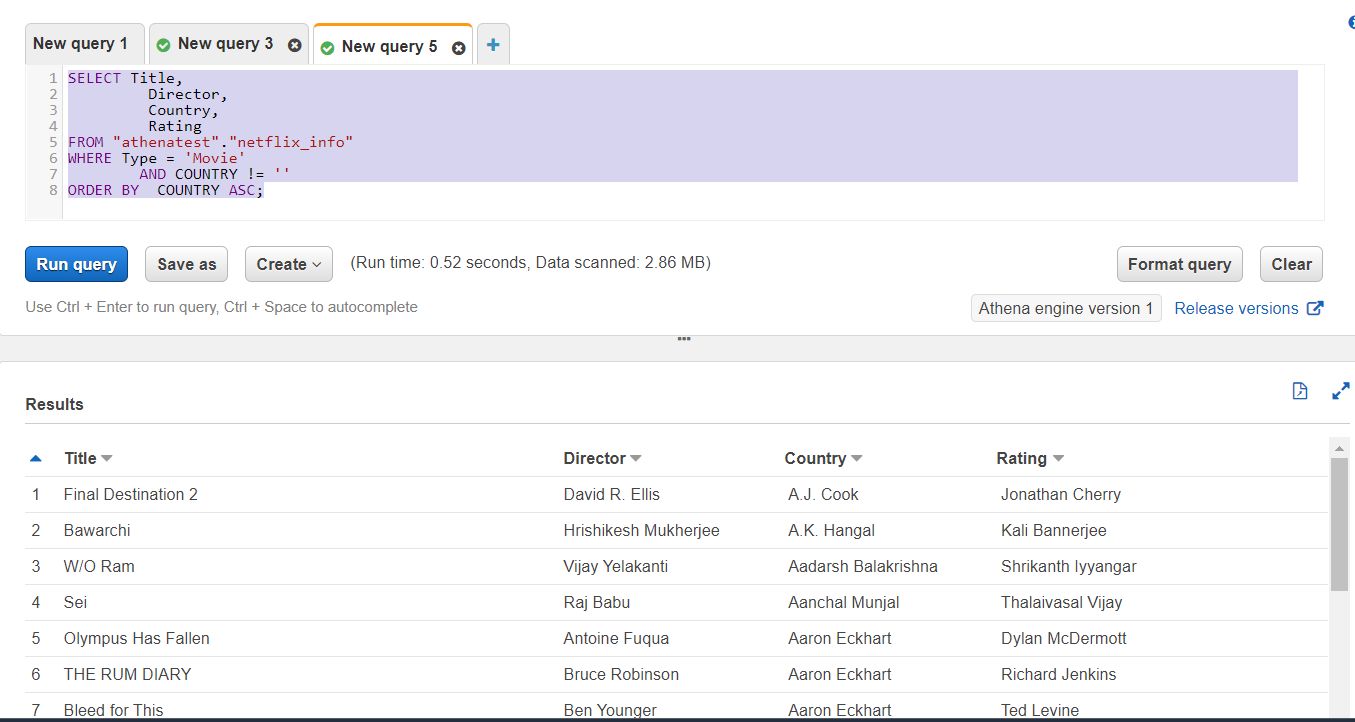 New query 1 New query 3 New query 5 +
1 SELECT Title,
2 Director,
3 Country,
4 Rating
5 FROM "athenatest"."netflix_info"
6 WHERE Type = 'Movie'
7 AND COUNTRY != ''
8 ORDER BY COUNTRY ASC;
Run query Save as Create (Run time: 0.52 seconds, Data scanned: 2.86 MB) Format query Clear
Use Ctrl + Enter to run query, Ctrl + Space to autocomplete Athena engine version 1 Release versions
Results
Title Director Country Rating
1 Final Destination 2 David R. Ellis A.J. Cook Jonathan Cherry
2 Bawarchi Hrishikesh Mukherjee A.K. Hangal Kali Bannerjee
3 W/O Ram Vijay Yelakanti Aadarsh Balakrishna Shrikanth Iyyangar
4 Sei Raj Babu Aanchal Munjal Thalaivasal Vijay
5 Olympus Has Fallen Antoine Fuqua Aaron Eckhart Dylan McDermott
6 THE RUM DIARY Bruce Robinson Aaron Eckhart Richard Jenkins
7 Bleed for This Ben Younger Aaron Eckhart Ted Levine